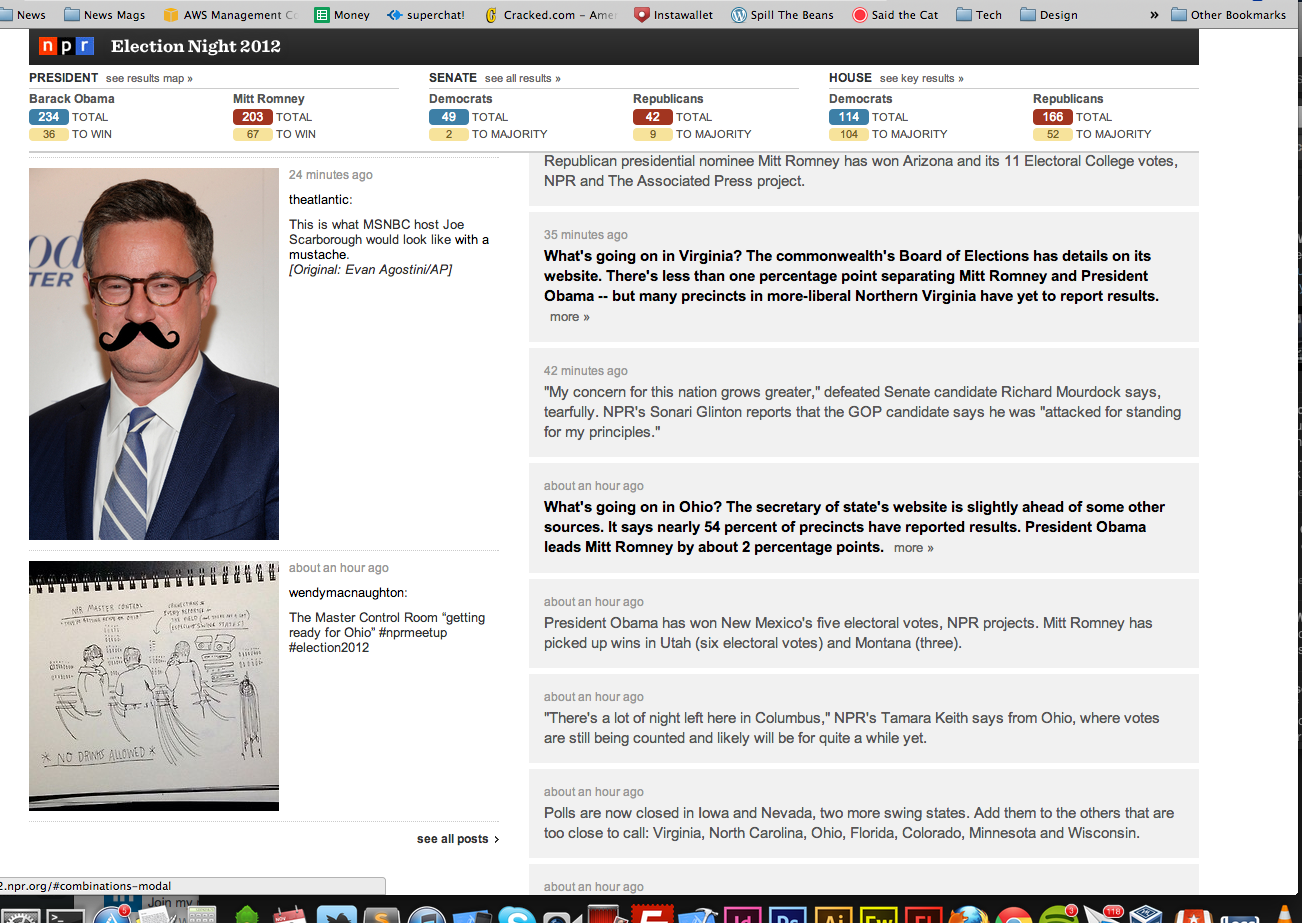 News
News Mags
AWS Management Co
Money
superchat!
Cracked.com – Amer
Instawallet
Spill The Beans
Said the Cat
Tech
Design
»
Other Bookmarks
npr Election Night 2012
PRESIDENT see results map »
Barack Obama
234 TOTAL
36 TO WIN
Mitt Romney
203 TOTAL
67 TO WIN
SENATE see all results »
Democrats
49 TOTAL
2 TO MAJORITY
Republicans
42 TOTAL
9 TO MAJORITY
HOUSE see key results »
Democrats
114 TOTAL
104 TO MAJORITY
Republicans
166 TOTAL
52 TO MAJORITY
24 minutes ago
theatlantic:
This is what MSNBC host Joe
Scarborough would look like with a
mustache.
[Original: Evan Agostini/AP]
about an hour ago
wendymacnaughton:
The Master Control Room “getting
ready for Ohio” #nprmeetup
#election2012
NPR MASTER CONTROL
* NO DRINKS ALLOWED *
see all posts ›
Republican presidential nominee Mitt Romney has won Arizona and its 11 Electoral College votes,
NPR and The Associated Press project.
35 minutes ago
What's going on in Virginia? The commonwealth's Board of Elections has details on its
website. There's less than one percentage point separating Mitt Romney and President
Obama -- but many precincts in more-liberal Northern Virginia have yet to report results.
more »
42 minutes ago
"My concern for this nation grows greater," defeated Senate candidate Richard Mourdock says,
tearfully. NPR's Sonari Glinton reports that the GOP candidate says he was "attacked for standing
for my principles."
about an hour ago
What's going on in Ohio? The secretary of state's website is slightly ahead of some other
sources. It says nearly 54 percent of precincts have reported results. President Obama
leads Mitt Romney by about 2 percentage points. more »
about an hour ago
President Obama has won New Mexico's five electoral votes, NPR projects. Mitt Romney has
picked up wins in Utah (six electoral votes) and Montana (three).
about an hour ago
"There's a lot of night left here in Columbus," NPR's Tamara Keith says from Ohio, where votes
are still being counted and likely will be for quite a while yet.
about an hour ago
Polls are now closed in Iowa and Nevada, two more swing states. Add them to the others that are
too close to call: Virginia, North Carolina, Ohio, Florida, Colorado, Minnesota and Wisconsin.
about an hour ago
2.npr.org/#combinations-modal
Join my
NOV
5
Id
Ps
Ai
Fw
Fl
3
118